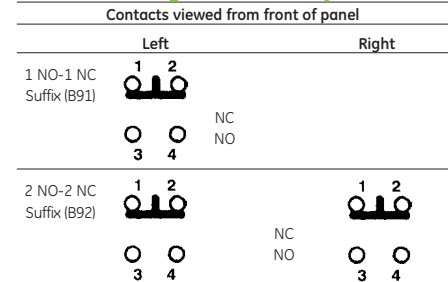 Contacts viewed from front of panel
Left Right
1 NO-1 NC
Suffix (B91)
1 2
NC
NO
3 4
2 NO-2 NC
Suffix (B92)
1 2 1 2
NC
NO
3 4 3 4